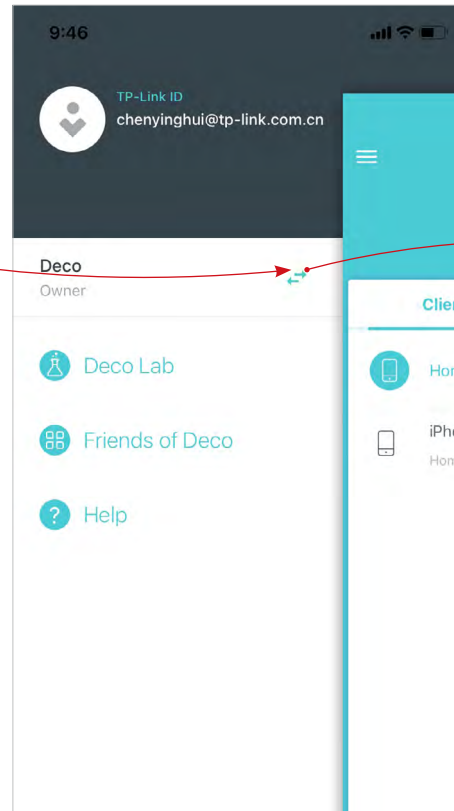 9:46
TP-Link ID
chenyinghui@tp-link.com.cn
Deco
Owner
Deco Lab
Friends of Deco
Help
?